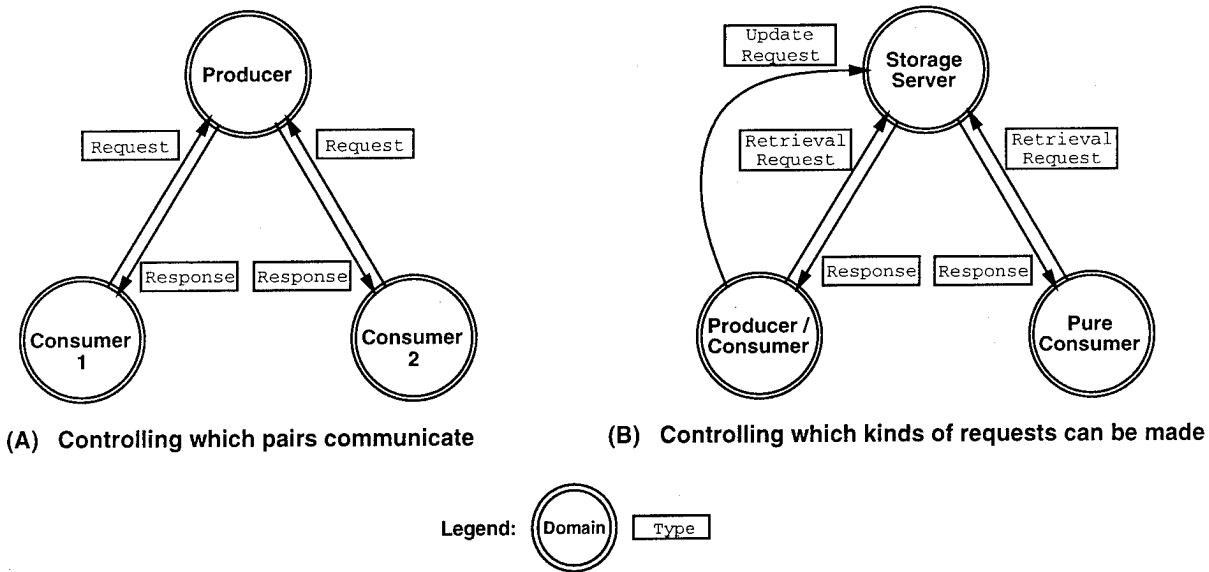 Producer
Request
Request
Response
Response
Consumer
1
Consumer
2
(A) Controlling which pairs communicate
Update
Request
Storage
Server
Retrieval
Request
Retrieval
Request
Response
Response
Producer /
Consumer
Pure
Consumer
(B) Controlling which kinds of requests can be made
Legend:
Domain
Type